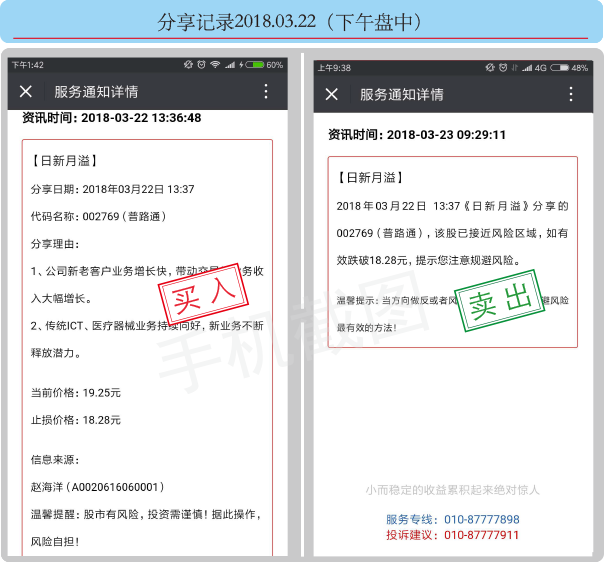 分享记录2018.03.22（下午盘中）
下午1:42
60%
服务通知详情
资讯时间: 2018-03-22 13:36:48
【日新月溢】
分享日期: 2018年03月22日 13:37
代码名称: 002769 (普路通)
分享理由:
1、公司新老客户业务增长快，带动交 务收
入大幅增长。
2、传统ICT、医疗器械业务持续向好，新业务不断
释放潜力。
买入
当前价格: 19.25元
止损价格: 18.28元
信息来源:
赵海洋 (A0020616060001)
温馨提醒: 股市有风险，投资需谨慎! 据此操作，
风险自担!
上午9:38
4G 48%
服务通知详情
资讯时间: 2018-03-23 09:29:11
【日新月溢】
2018年03月22日 13:37《日新月溢》分享的
002769 (普路通)，该股已接近风险区域，如有
效跌破18.28元，提示您注意规避风险。
温馨提示: 当方向做反或者风 避风险
最有效的方法!
卖出
小而稳定的收益累积起来绝对惊人
服务专线: 010-87777898
投诉建议: 010-87777911
手机截图